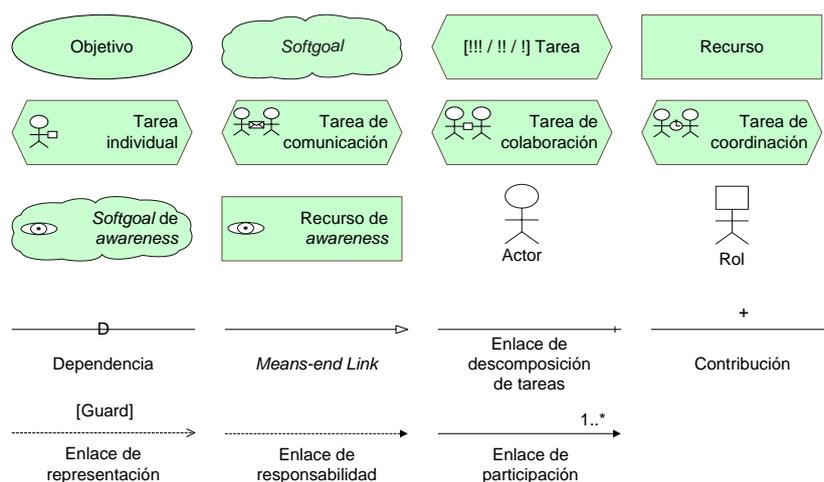 Objetivo
Softgoal
[!!! / !! / !] Tarea
Recurso
Tarea
individual
Tarea de
comunicación
Tarea de
colaboración
Tarea de
coordinación
Softgoal de
awareness
Recurso de
awareness
Actor
Rol
D
Dependencia
Means-end Link
Enlace de
descomposición
de tareas
+
Contribución
[Guard]
Enlace de
representación
Enlace de
responsabilidad
1..*
Enlace de
participación